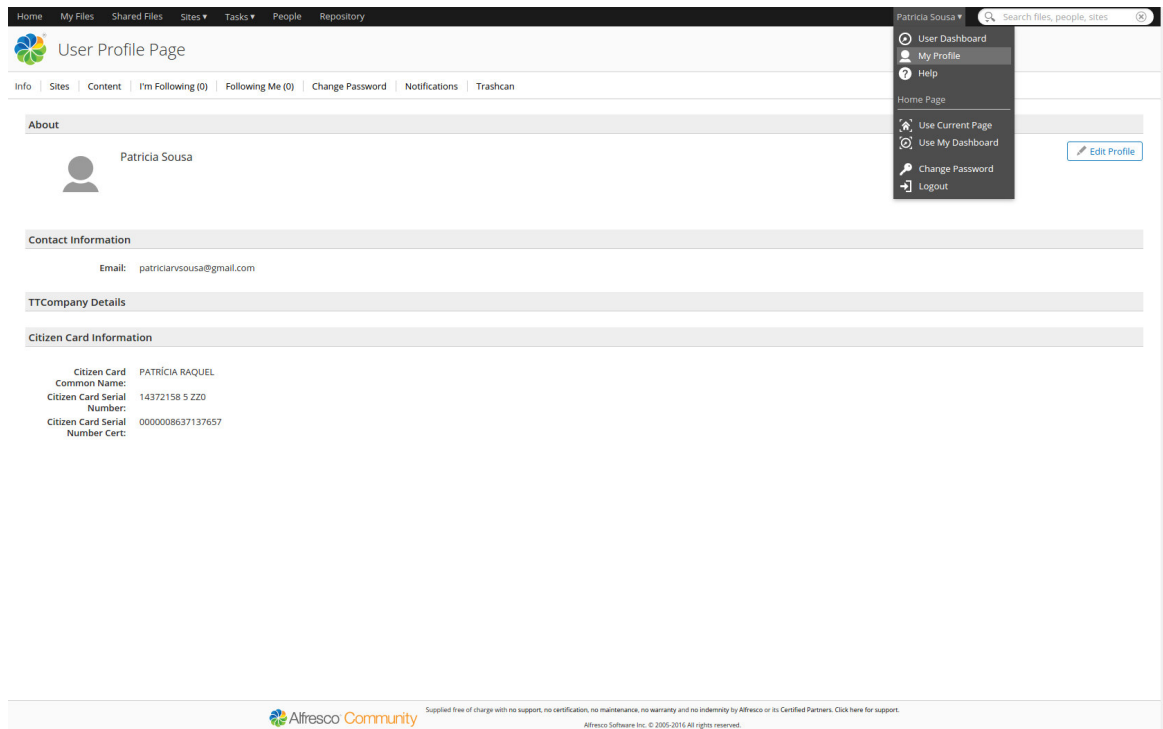 Home My Files Shared Files Sites ▾ Tasks ▾ People Repository Patricia Sousa ▾ Search files, people, sites
User Profile Page
User Dashboard
My Profile
Help
Home Page
Use Current Page
Use My Dashboard
Change Password
Logout
Info Sites Content I'm Following (0) Following Me (0) Change Password Notifications Trashcan
About
Patricia Sousa
Edit Profile
Contact Information
Email: patriciarvsousa@gmail.com
TTCompany Details
Citizen Card Information
Citizen Card PATRÍCIA RAQUEL
Common Name:
Citizen Card Serial 14372158 5 ZZ0
Number:
Citizen Card Serial 0000008637137657
Number Cert:
Alfresco Community
Supplied free of charge with no support, no certification, no maintenance, no warranty and no indemnity by Alfresco or its Certified Partners. Click here for support.
Alfresco Software Inc. © 2005-2016 All rights reserved.